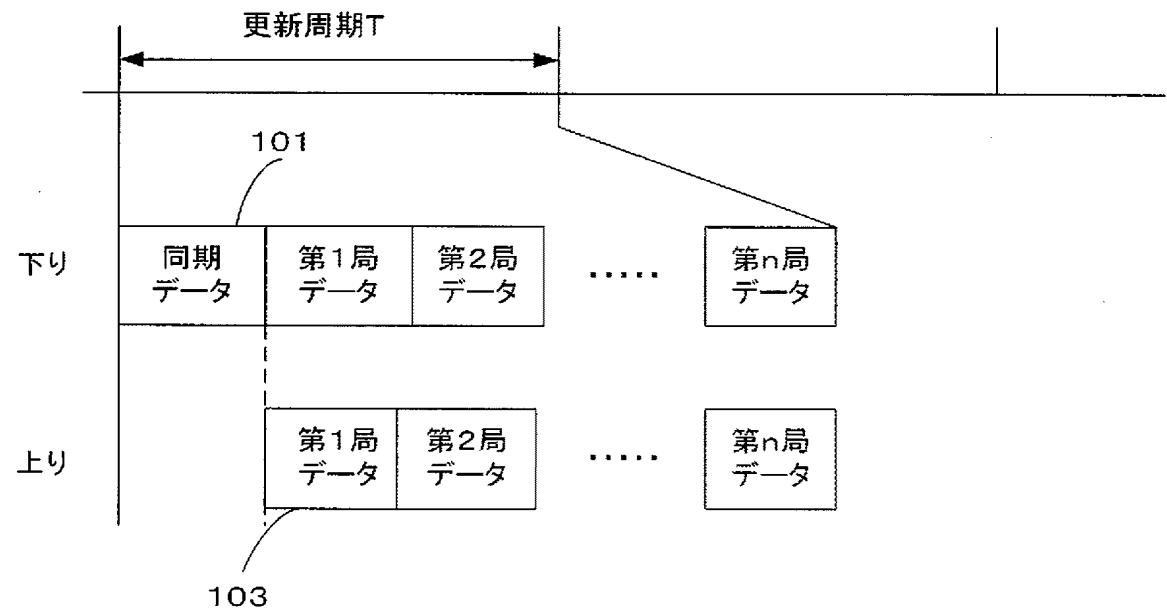 更新周期T
101
下り
同期
データ
第1局
データ
第2局
データ
.....
第n局
データ
上り
第1局
データ
第2局
データ
.....
第n局
データ
103